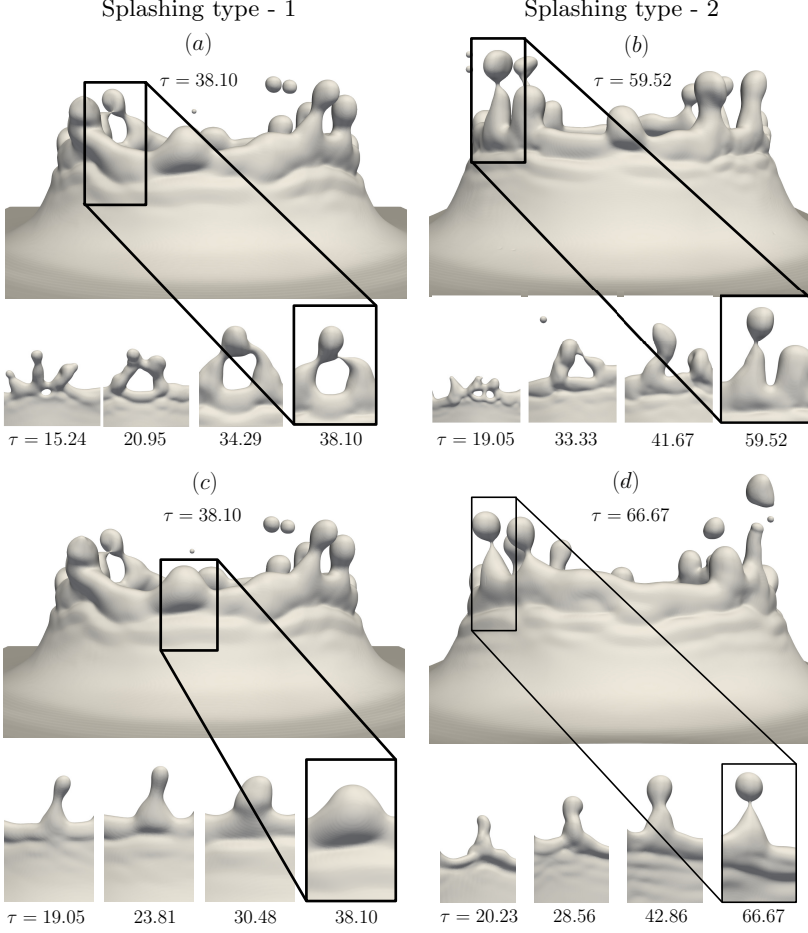 Splashing type - 1
Splashing type - 2
(a)
(b)
τ = 38.10
τ = 59.52
τ = 15.24 20.95 34.29 38.10
τ = 19.05 33.33 41.67 59.52
(c)
(d)
τ = 38.10
τ = 66.67
τ = 19.05 23.81 30.48 38.10
τ = 20.23 28.56 42.86 66.67